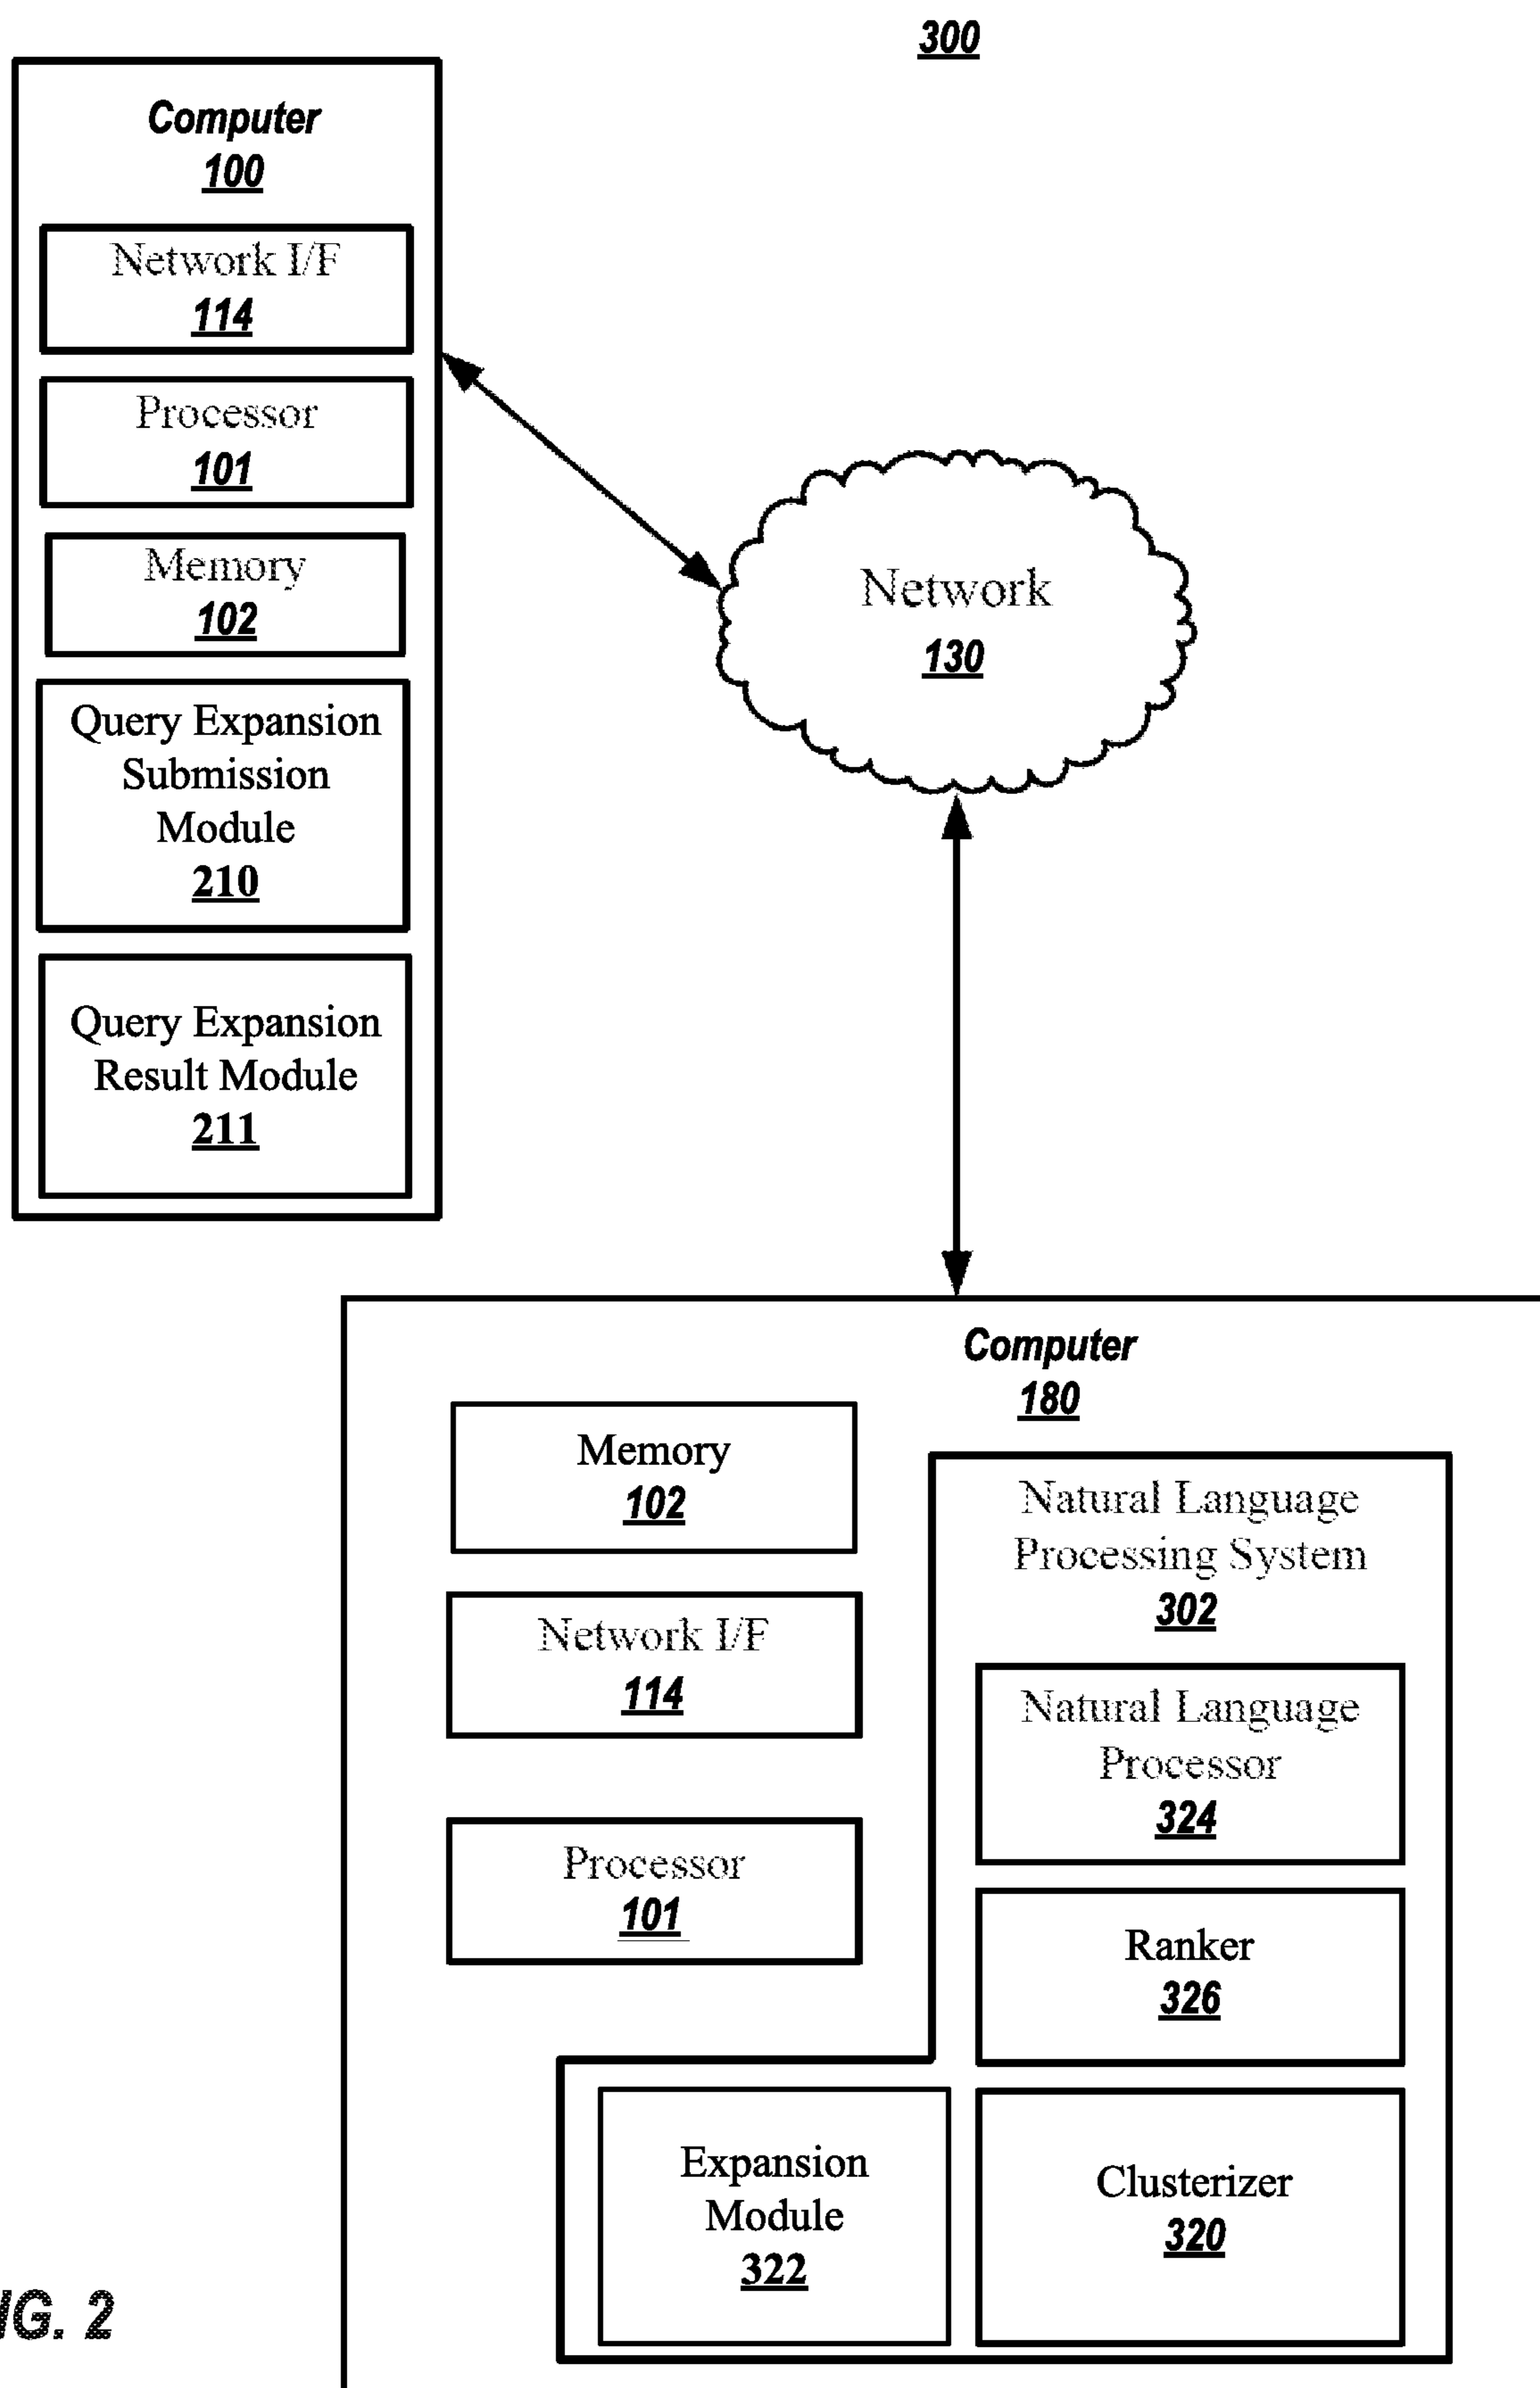 300
Computer
100
Network I/F
114
Processor
101
Memory
102
Query Expansion
Submission
Module
210
Query Expansion
Result Module
211
Network
130
Computer
180
Memory
102
Network I/F
114
Processor
101
Natural Language
Processing System
302
Natural Language
Processor
324
Ranker
326
Expansion
Module
322
Clusterizer
320
IG. 2